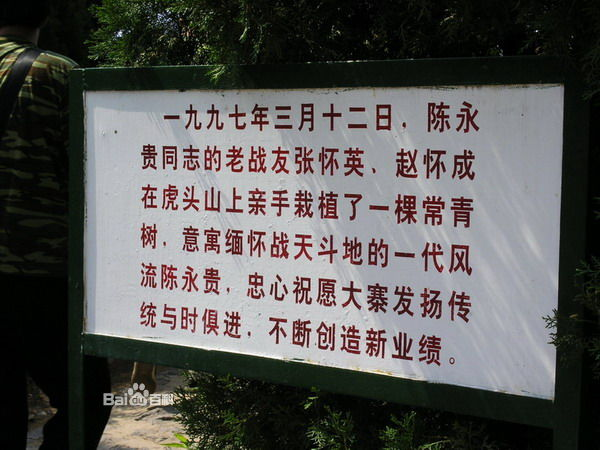 一九九七年三月十二日，陈永
贵同志的老战友张怀英、赵怀成
在虎头山上亲手栽植了一棵常青
树，意寓缅怀战天斗地的一代风
流陈永贵，忠心祝愿大寨发扬传
统与时俱进，不断创造新业绩。
Bai百科